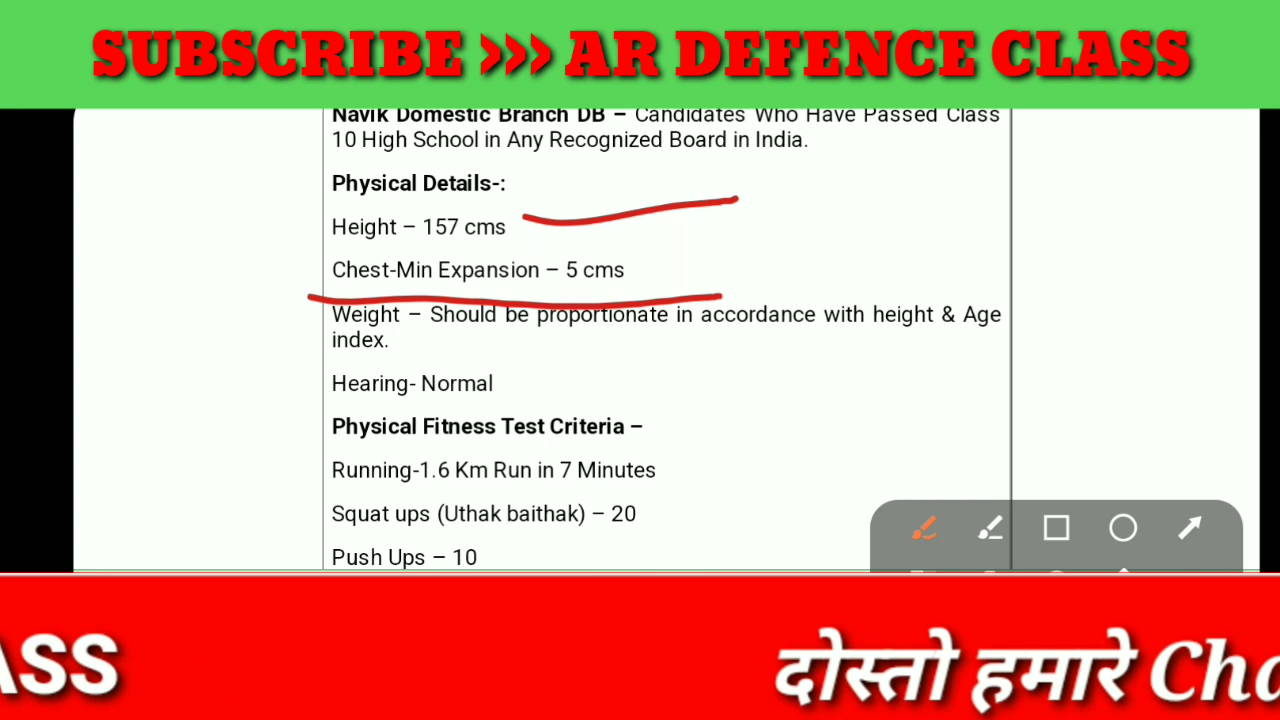 SUBSCRIBE >>> AR DEFENCE CLASS
Navik Domestic Branch DB – Candidates Who Have Passed Class
10 High School in Any Recognized Board in India.
Physical Details-:
Height – 157 cms
Chest-Min Expansion – 5 cms
Weight – Should be proportionate in accordance with height & Age
index.
Hearing- Normal
Physical Fitness Test Criteria –
Running-1.6 Km Run in 7 Minutes
Squat ups (Uthak baithak) – 20
Push Ups – 10
ASS दोस्तो हमारे Cha